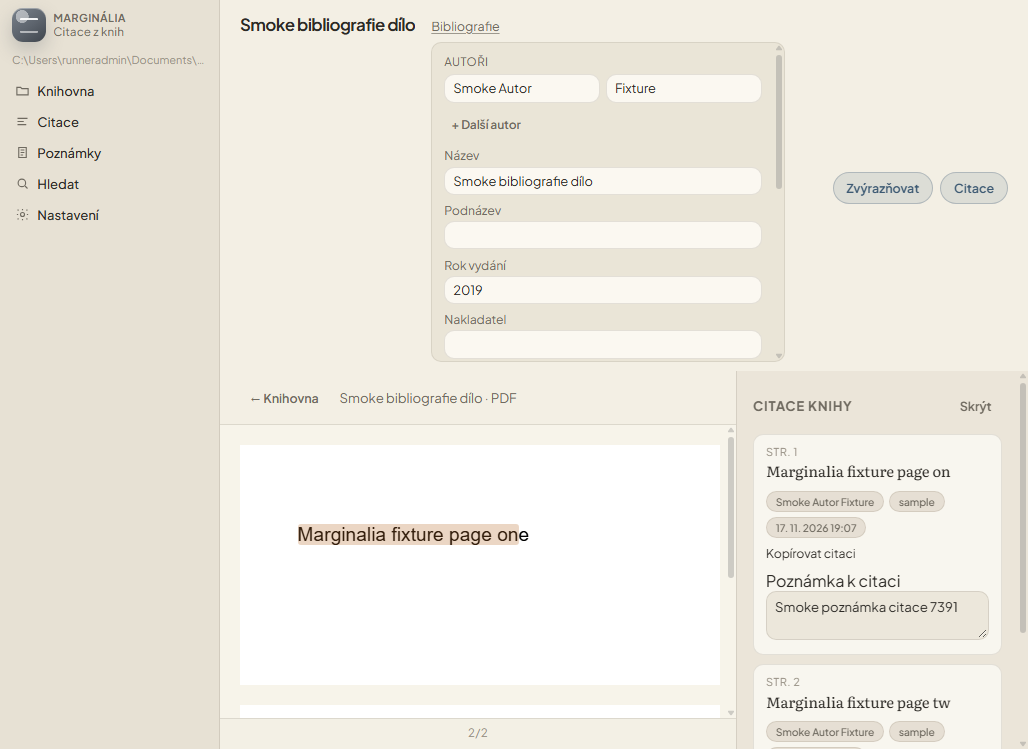 MARGINÁLIA
Citace z knih
C:\Users\runneradmin\Documents\...
Knihovna
Citace
Poznámky
Hledat
Nastavení
Smoke bibliografie dílo
Bibliografie
AUTOŘI
Smoke Autor
Fixture
+ Další autor
Název
Smoke bibliografie dílo
Podnázev
Rok vydání
2019
Nakladatel
Zvýrazňovat
Citace
← Knihovna
Smoke bibliografie dílo · PDF
Marginalia fixture page one
2/2
CITACE KNIHY
Skrýt
STR. 1
Marginalia fixture page on
Smoke Autor Fixture
sample
17. 11. 2026 19:07
Kopírovat citaci
Poznámka k citaci
Smoke poznámka citace 7391
STR. 2
Marginalia fixture page tw
Smoke Autor Fixture
sample